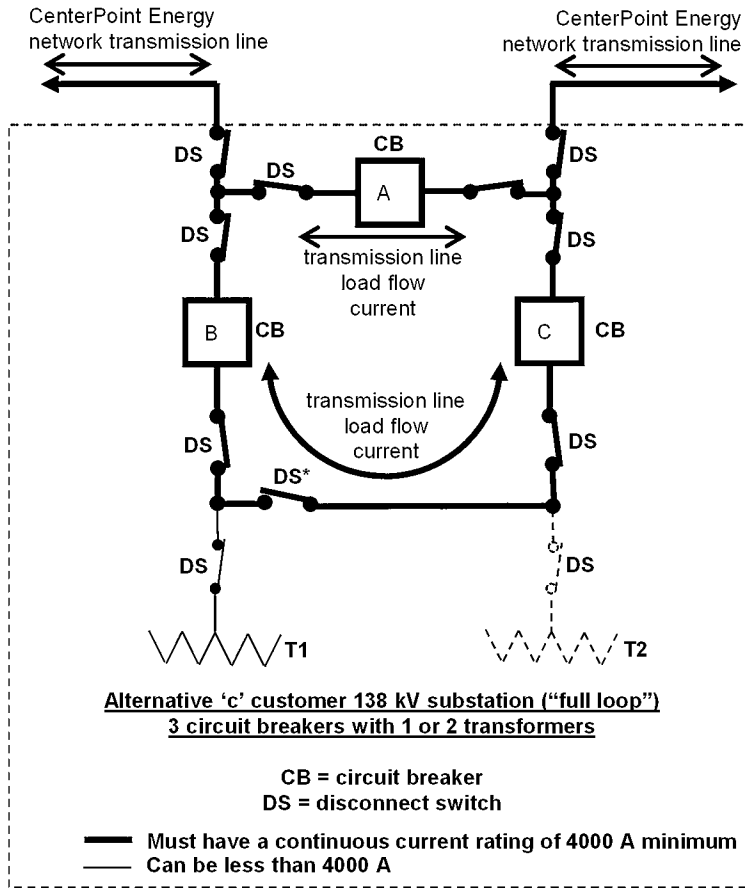 CenterPoint Energy
network transmission line
CenterPoint Energy
network transmission line
DS
DS
CB
A
DS
DS
transmission line
load flow
current
DS
B
CB
C
CB
transmission line
load flow
current
DS
DS
DS*
DS
DS
T1
T2
Alternative ‘c’ customer 138 kV substation (“full loop”)
3 circuit breakers with 1 or 2 transformers
CB = circuit breaker
DS = disconnect switch
Must have a continuous current rating of 4000 A minimum
Can be less than 4000 A